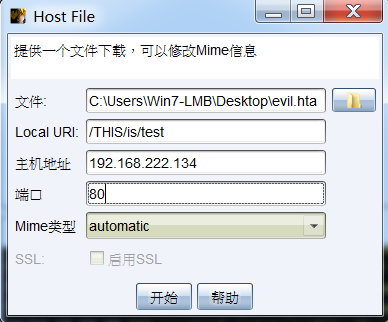 Host File
提供一个文件下载，可以修改Mime信息
文件: C:\Users\Win7-LMB\Desktop\evil.hta
Local URI: /THIS/is/test
主机地址 192.168.222.134
端口 80
Mime类型 automatic
SSL: 启用SSL
开始 帮助